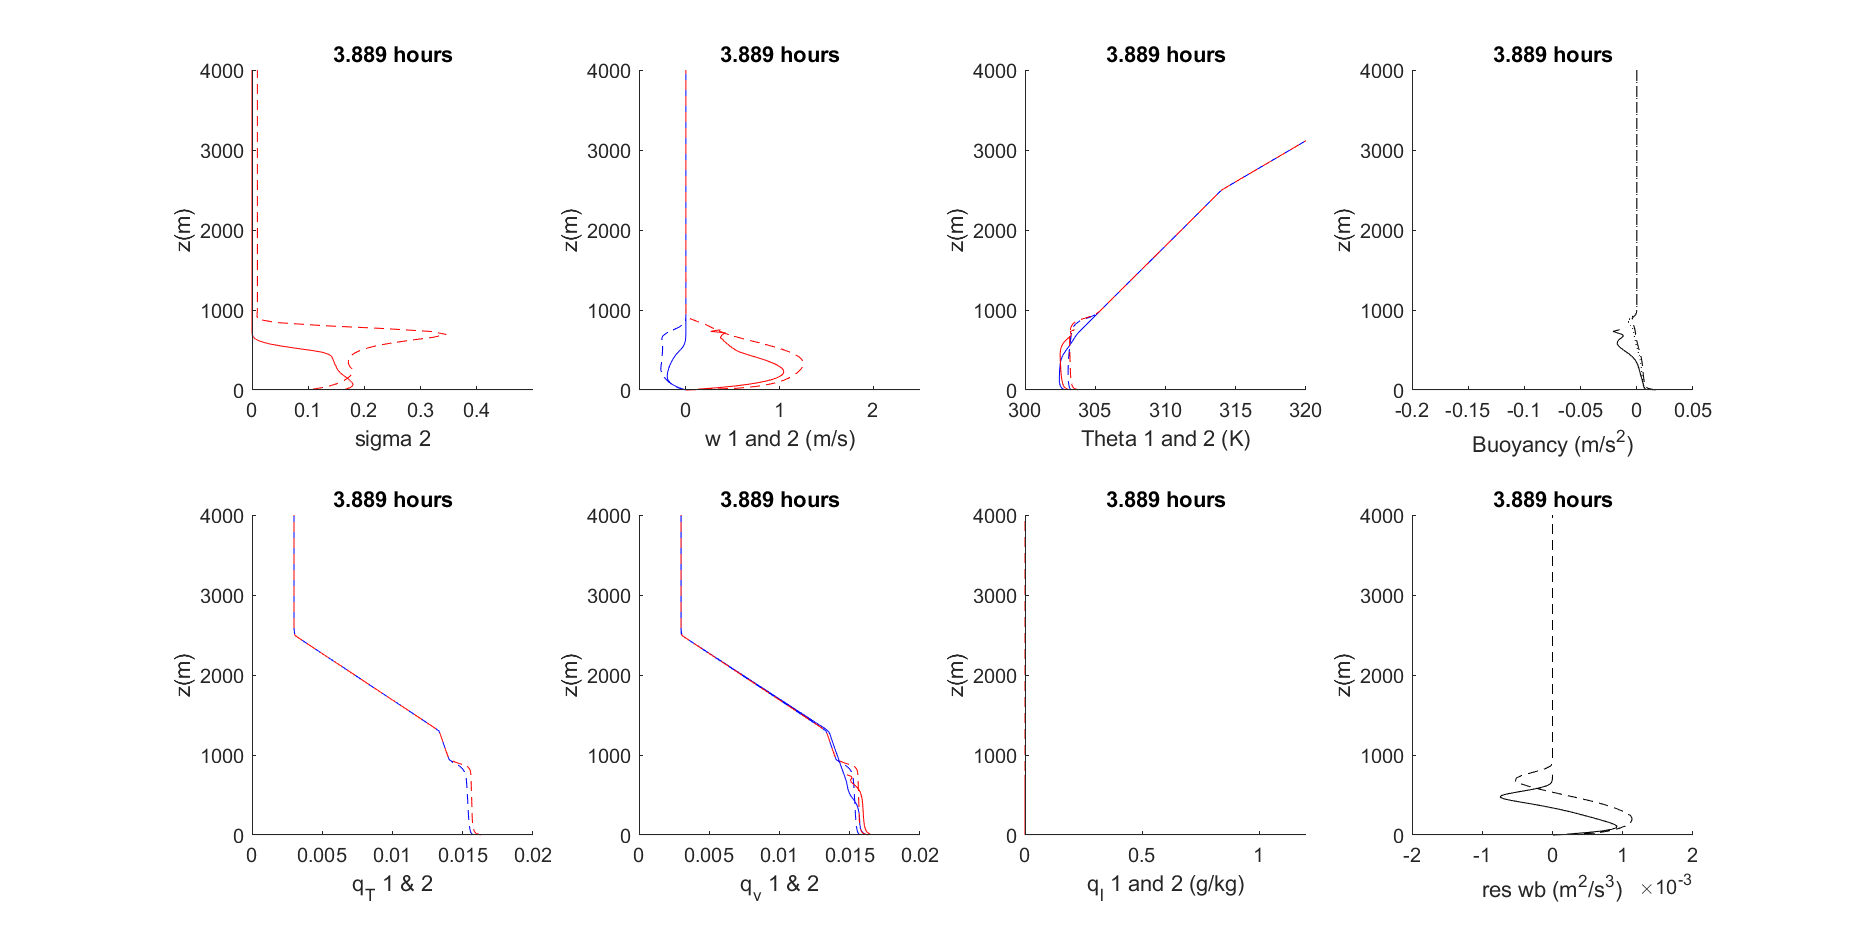 3.889 hours
4000
3000
2000
1000
0
z(m)
0 0.1 0.2 0.3 0.4
sigma 2
3.889 hours
4000
3000
2000
1000
0
z(m)
0 1 2
w 1 and 2 (m/s)
3.889 hours
4000
3000
2000
1000
0
z(m)
300 305 310 315 320
Theta 1 and 2 (K)
3.889 hours
4000
3000
2000
1000
0
z(m)
-0.2 -0.15 -0.1 -0.05 0 0.05
Buoyancy (m/s2)
3.889 hours
4000
3000
2000
1000
0
z(m)
0 0.005 0.01 0.015 0.02
qT 1 & 2
3.889 hours
4000
3000
2000
1000
0
z(m)
0 0.005 0.01 0.015 0.02
qv 1 & 2
3.889 hours
4000
3000
2000
1000
0
z(m)
0 0.5 1
ql 1 and 2 (g/kg)
3.889 hours
4000
3000
2000
1000
0
z(m)
-2 -1 0 1 2
res wb (m2/s3) ×10-3